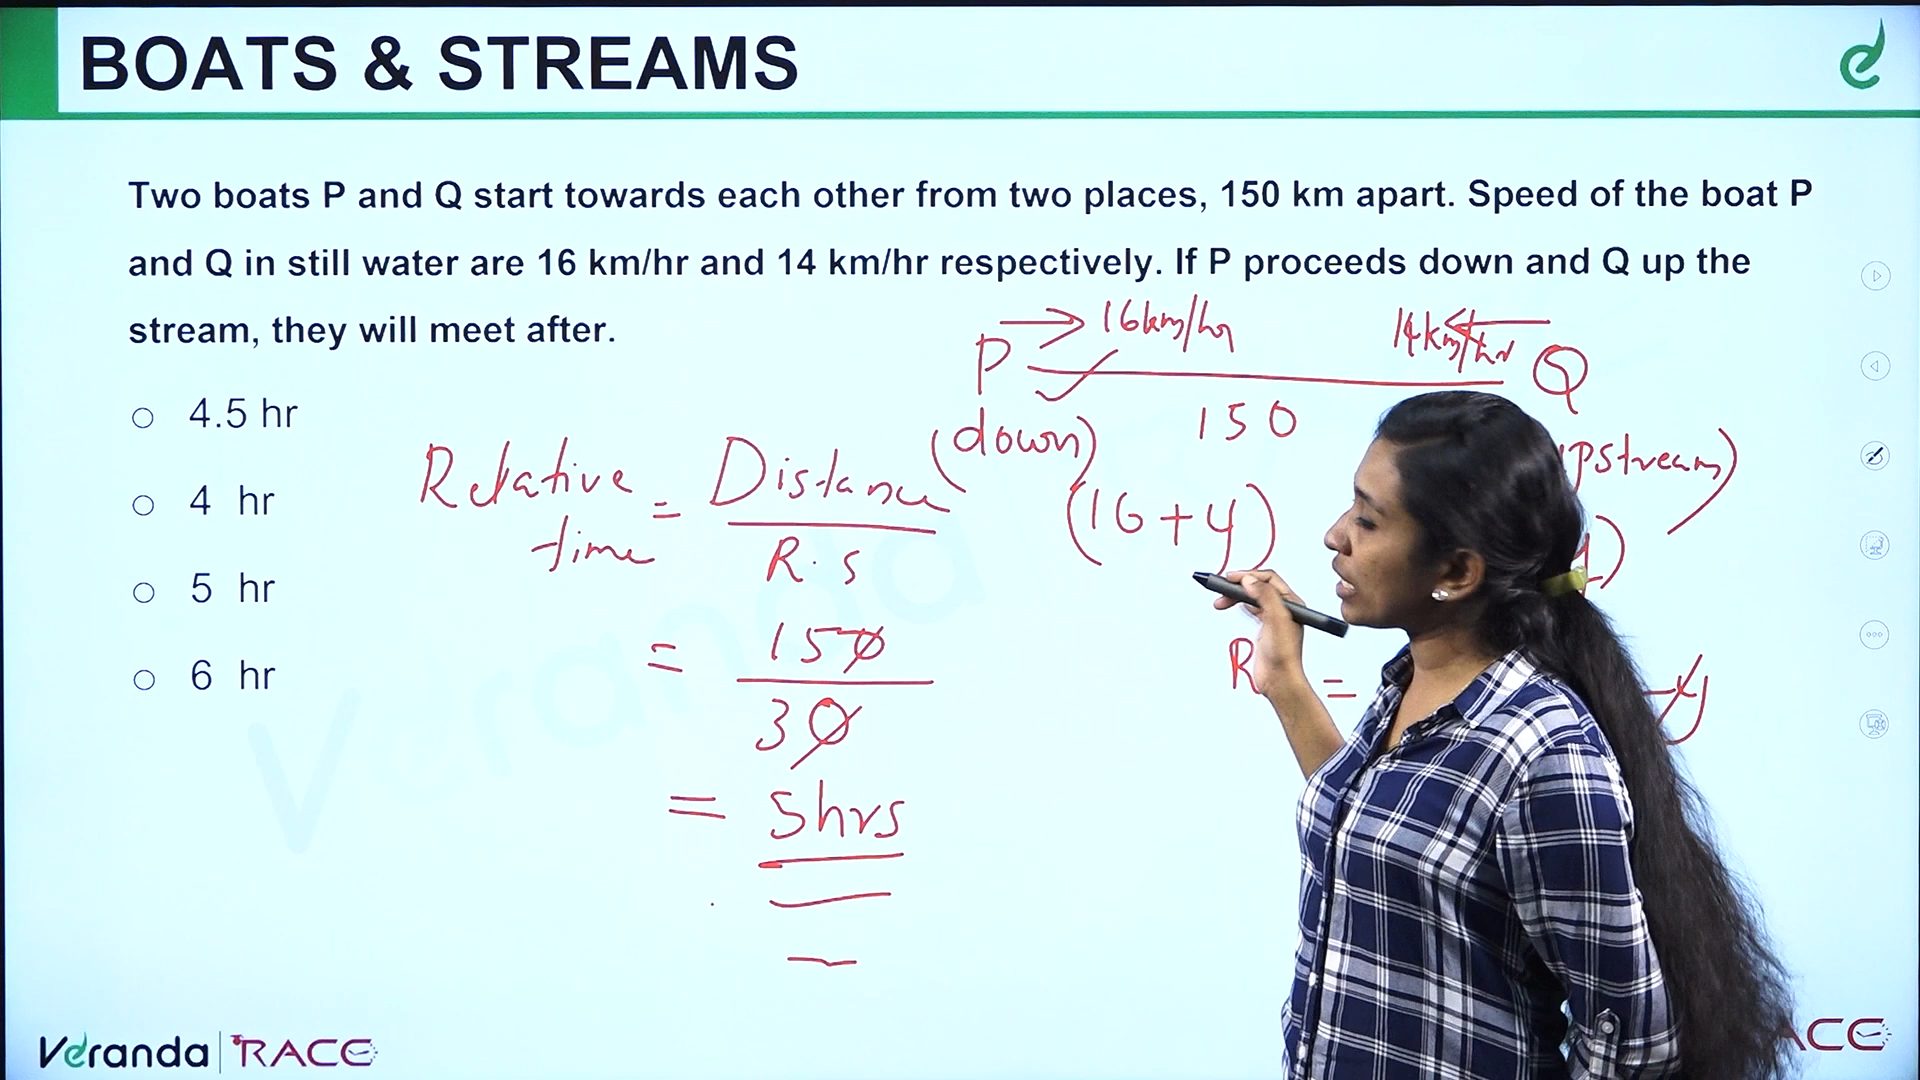 BOATS & STREAMS
Two boats P and Q start towards each other from two places, 150 km apart. Speed of the boat P
and Q in still water are 16 km/hr and 14 km/hr respectively. If P proceeds down and Q up the
stream, they will meet after.
4.5 hr
4 hr
5 hr
6 hr
16km/hr
14km/hr
P
Q
150
(down)
pstream)
(16+y)
Relative time = Distance
R.S
= 150
30
= 5hrs
R =
-y
Veranda
Veranda | RACE
ACE